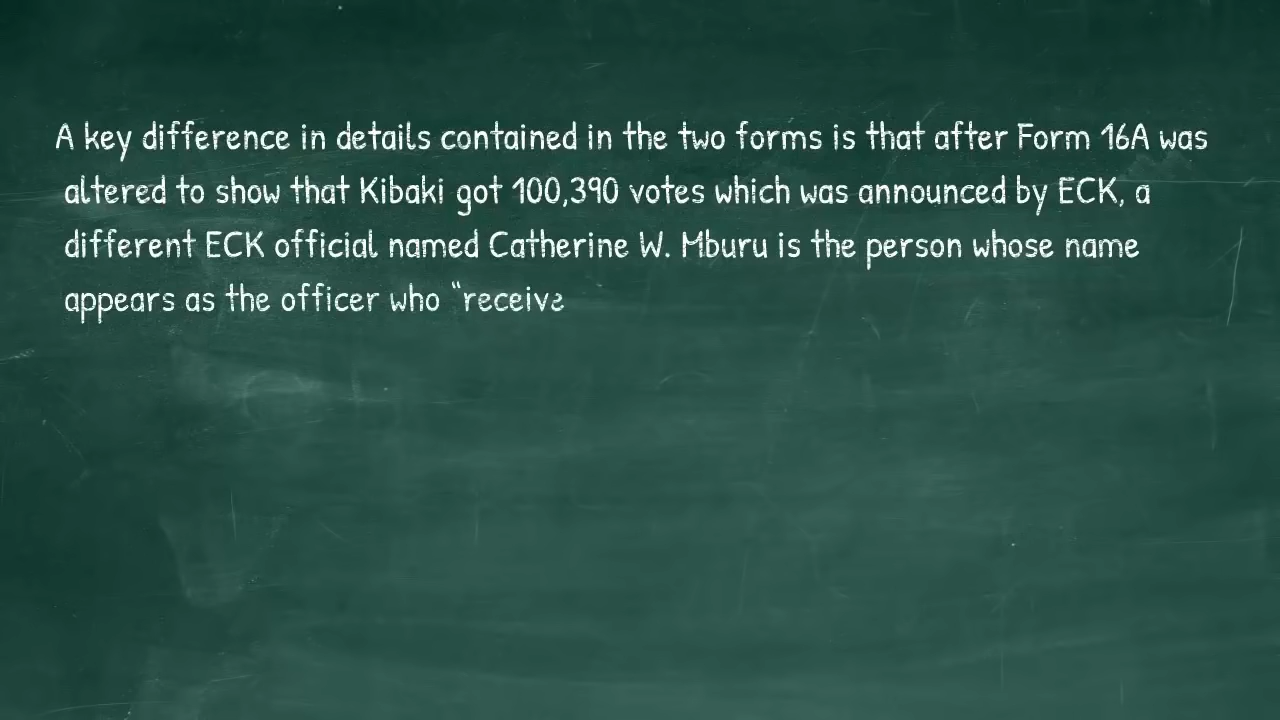 A key difference in details contained in the two forms is that after Form 16A was
altered to show that Kibaki got 100,390 votes which was announced by ECK, a
different ECK official named Catherine W. Mburu is the person whose name
appears as the officer who “receive